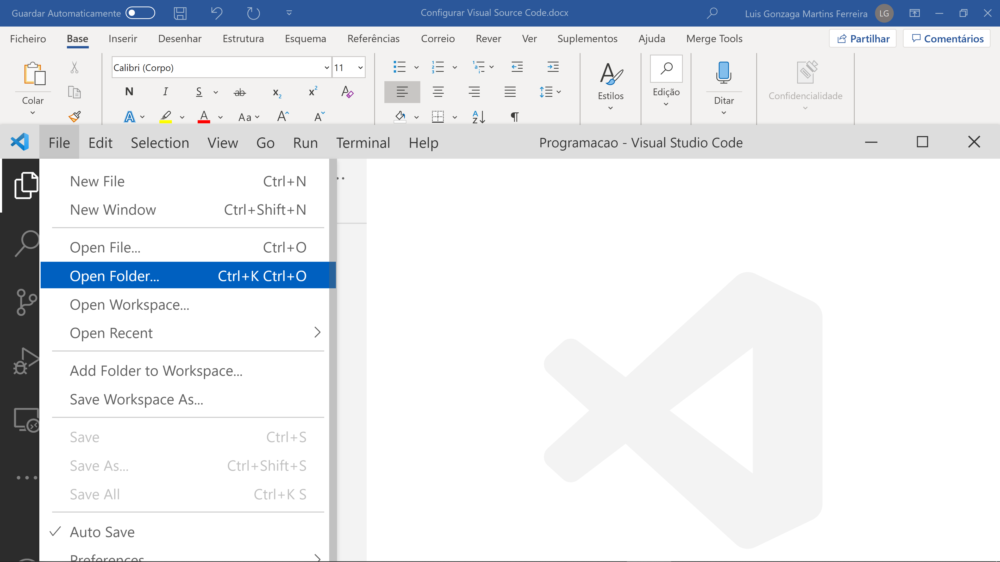 Guardar Automaticamente
Configurar Visual Source Code.docx
Luis Gonzaga Martins Ferreira LG
Ficheiro Base Inserir Desenhar Estrutura Esquema Referências Correio Rever Ver Suplementos Ajuda Merge Tools Partilhar Comentários
Calibri (Corpo) 11
Colar
N I S ab x₂ x² A
A A Aa A A
Estilos
Edição
Ditar
Confidencialidade
File Edit Selection View Go Run Terminal Help Programacao - Visual Studio Code
New File Ctrl+N
New Window Ctrl+Shift+N
Open File... Ctrl+O
Open Folder... Ctrl+K Ctrl+O
Open Workspace...
Open Recent
Add Folder to Workspace...
Save Workspace As...
Save Ctrl+S
Save As... Ctrl+Shift+S
Save All Ctrl+K S
Auto Save
Preferences